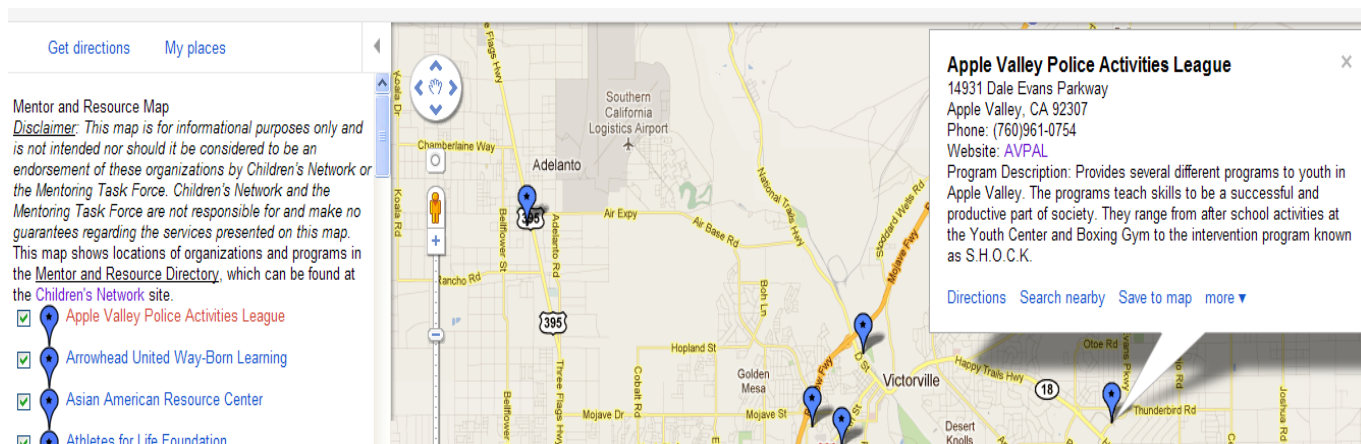 Get directions My places
Mentor and Resource Map
Disclaimer: This map is for informational purposes only and
is not intended nor should it be considered to be an
endorsement of these organizations by Children's Network or
the Mentoring Task Force. Children's Network and the
Mentoring Task Force are not responsible for and make no
guarantees regarding the services presented on this map.
This map shows locations of organizations and programs in
the Mentor and Resource Directory, which can be found at
the Children's Network site.
Apple Valley Police Activities League
Arrowhead United Way-Born Learning
Asian American Resource Center
Athletes for Life Foundation
Apple Valley Police Activities League
14931 Dale Evans Parkway
Apple Valley, CA 92307
Phone: (760)961-0754
Website: AVPAL
Program Description: Provides several different programs to youth in
Apple Valley. The programs teach skills to be a successful and
productive part of society. They range from after school activities at
the Youth Center and Boxing Gym to the intervention program known
as S.H.O.C.K.
Directions Search nearby Save to map more ▾
Koala Dr
Flags Hwy
Southern
California
Logistics Airport
Chamberlaine Way
Adelanto
National Trails Hwy
Stoddard Wells Rd
Koala Rd
395
Air Expy
Bellflower St
Adelanto Rd
Air Base Rd
Mojave Fwy
Rancho Rd
Boh Ln
395
Hopland St
Otoe Rd
Evans Pkwy
Three Flags Hwy
Cobalt Rd
Golden
Mesa
D St
Victorville
Happy Trails Hwy
18
Bellflower
Mojave Dr
Mojave St
Thunderbird Rd
Joshua Rd
Desert
Knolls